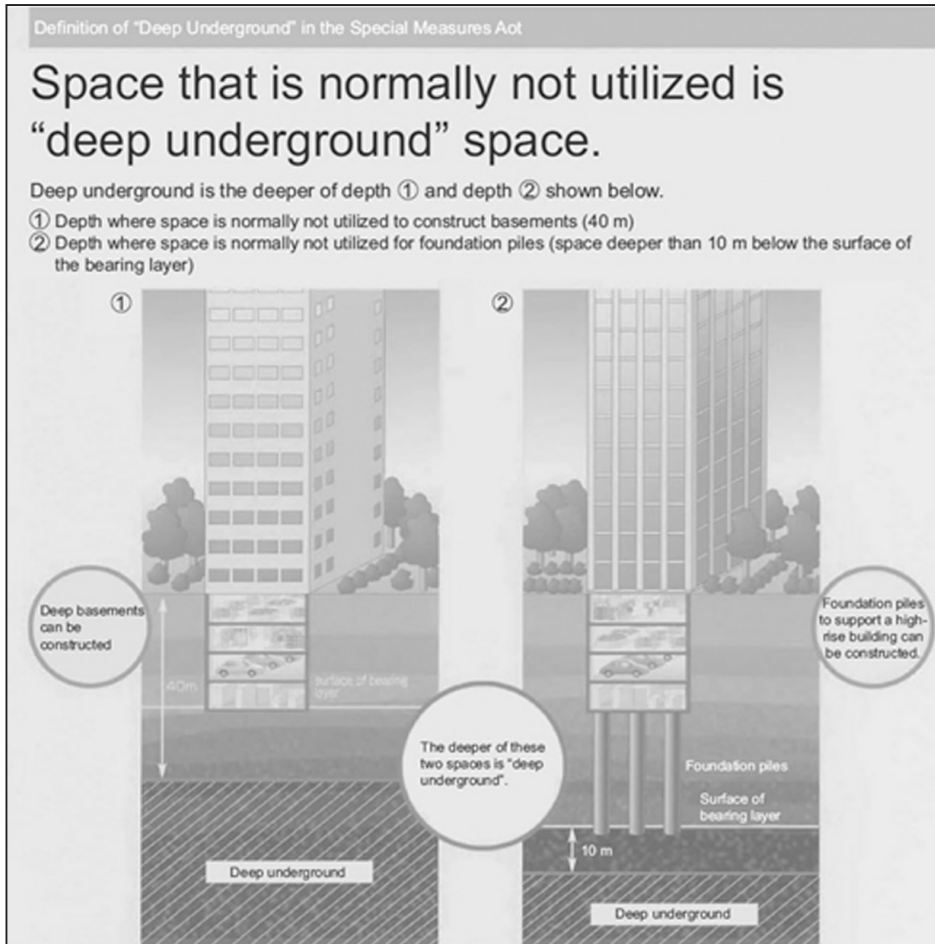 Definition of “Deep Underground” in the Special Measures Aot
Space that is normally not utilized is
“deep underground” space.
Deep underground is the deeper of depth ① and depth ② shown below.
① Depth where space is normally not utilized to construct basements (40 m)
② Depth where space is normally not utilized for foundation piles (space deeper than 10 m below the surface of
the bearing layer)
①
②
Deep basements
can be
constructed
40m
surface of bearing
layer
Deep underground
The deeper of these
two spaces is “deep
underground”.
Foundation piles
to support a high-
rise building can
be constructed.
Foundation piles
Surface of
bearing layer
10 m
Deep underground